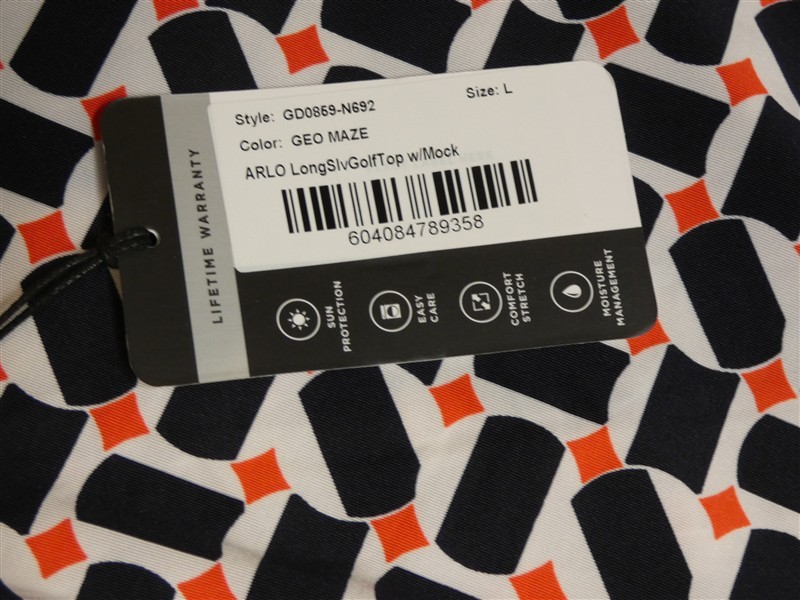 LIFETIME WARRANTY
Style: GD0859-N692
Size: L
Color: GEO MAZE
ARLO LongSlvGolfTop w/Mock
604084789358
SUN
PROTECTION
EASY
CARE
COMFORT
STRETCH
MOISTURE
MANAGEMENT